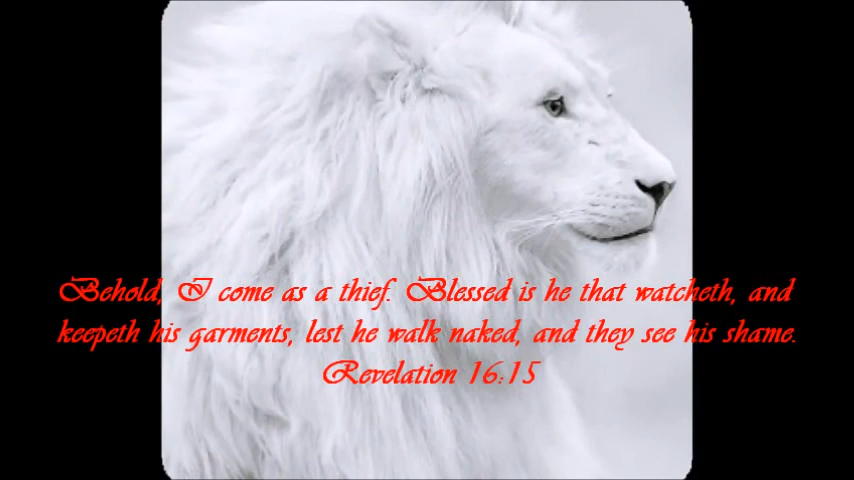 Behold, I come as a thief. Blessed is he that watcheth, and
keepeth his garments, lest he walk naked, and they see his shame.
Revelation 16:15